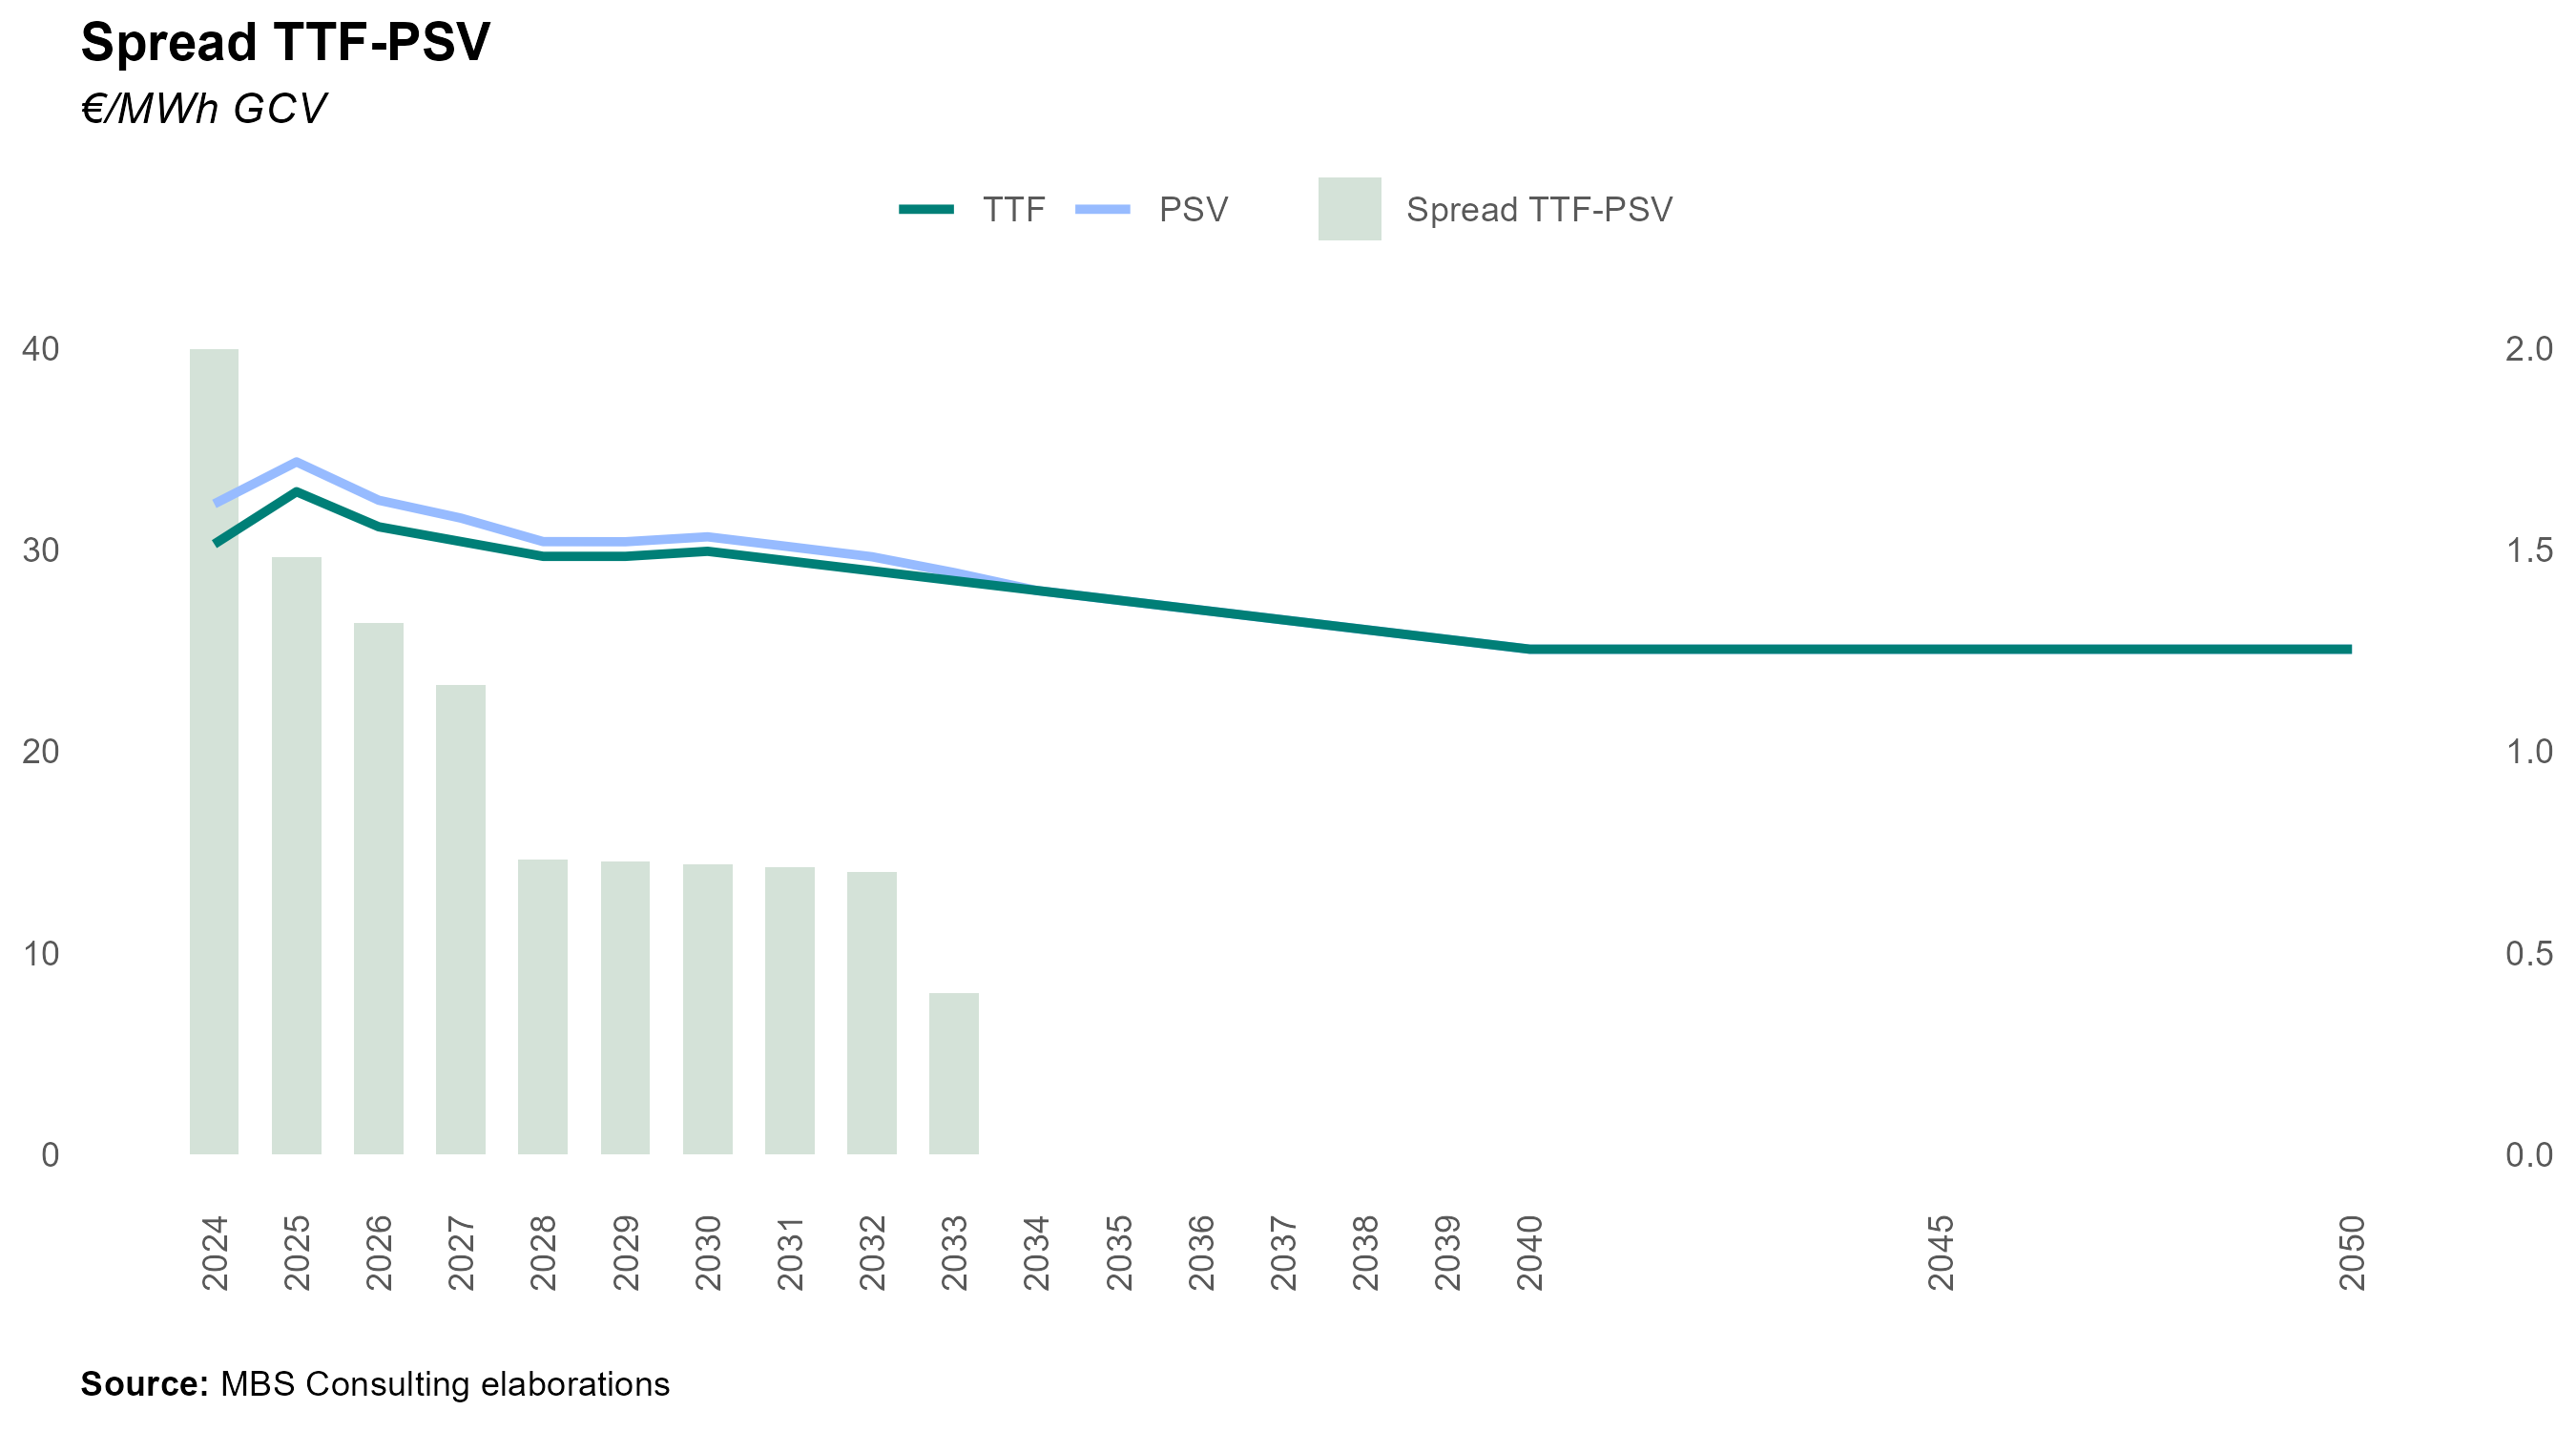 Spread TTF-PSV
€/MWh GCV
TTF PSV Spread TTF-PSV
40 2.0
30 1.5
20 1.0
10 0.5
0 0.0
2024 2025 2026 2027 2028 2029 2030 2031 2032 2033 2034 2035 2036 2037 2038 2039 2040 2045 2050
Source: MBS Consulting elaborations